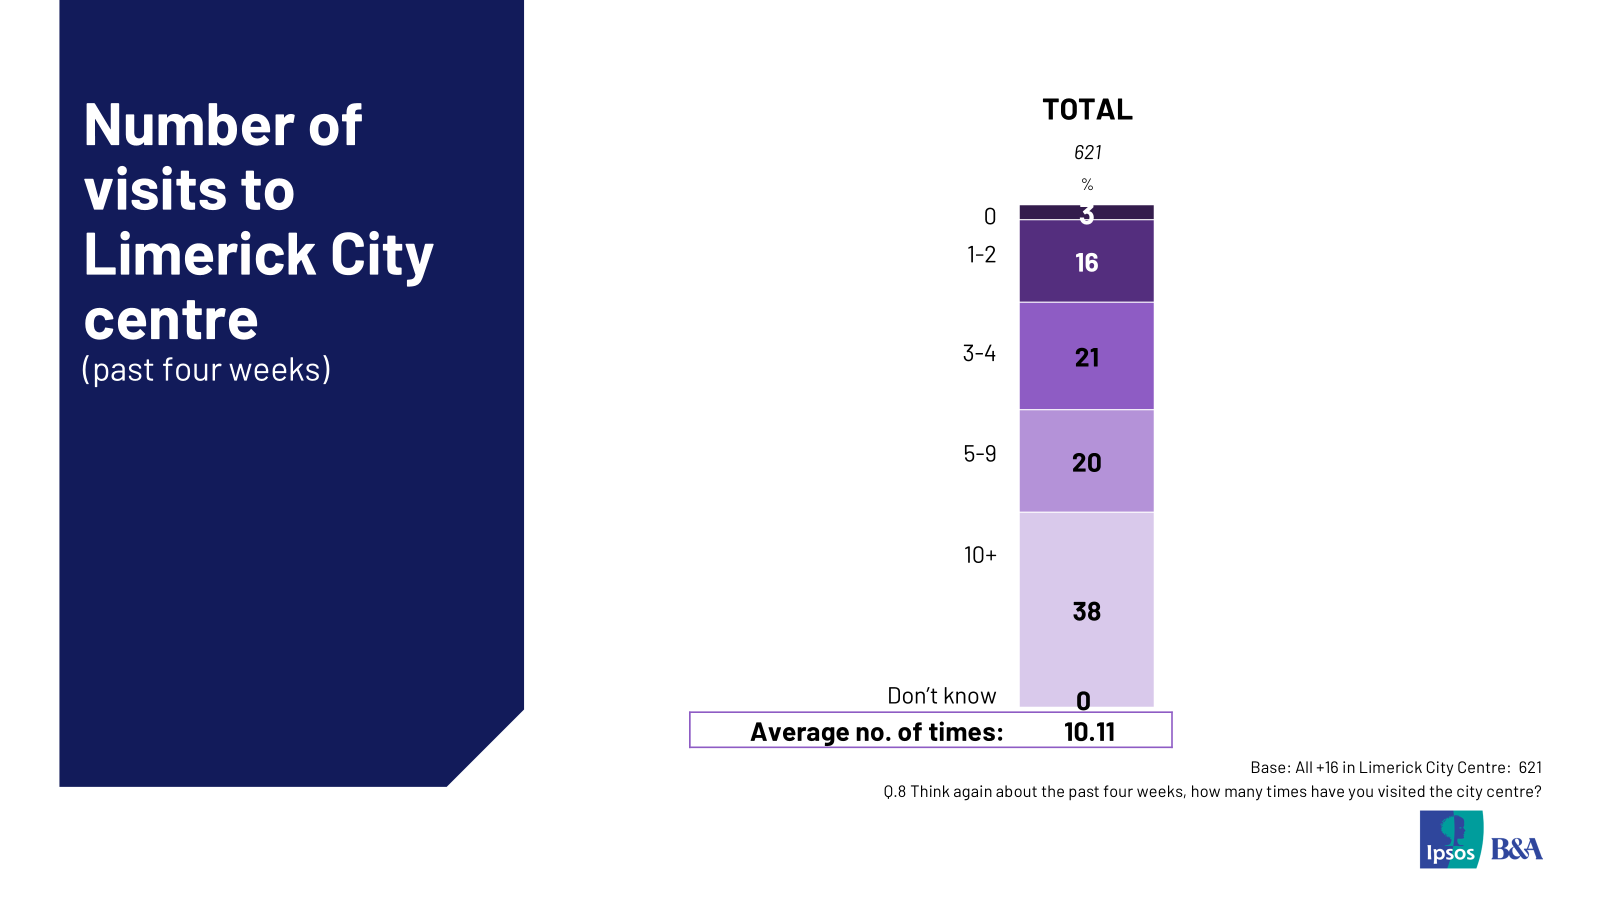 Number of
visits to
Limerick City
centre
(past four weeks)
TOTAL
621
%
0 3
1-2 16
3-4 21
5-9 20
10+ 38
Don't know 0
Average no. of times: 10.11
Base: All +16 in Limerick City Centre: 621
Q.8 Think again about the past four weeks, how many times have you visited the city centre?
Ipsos B&A